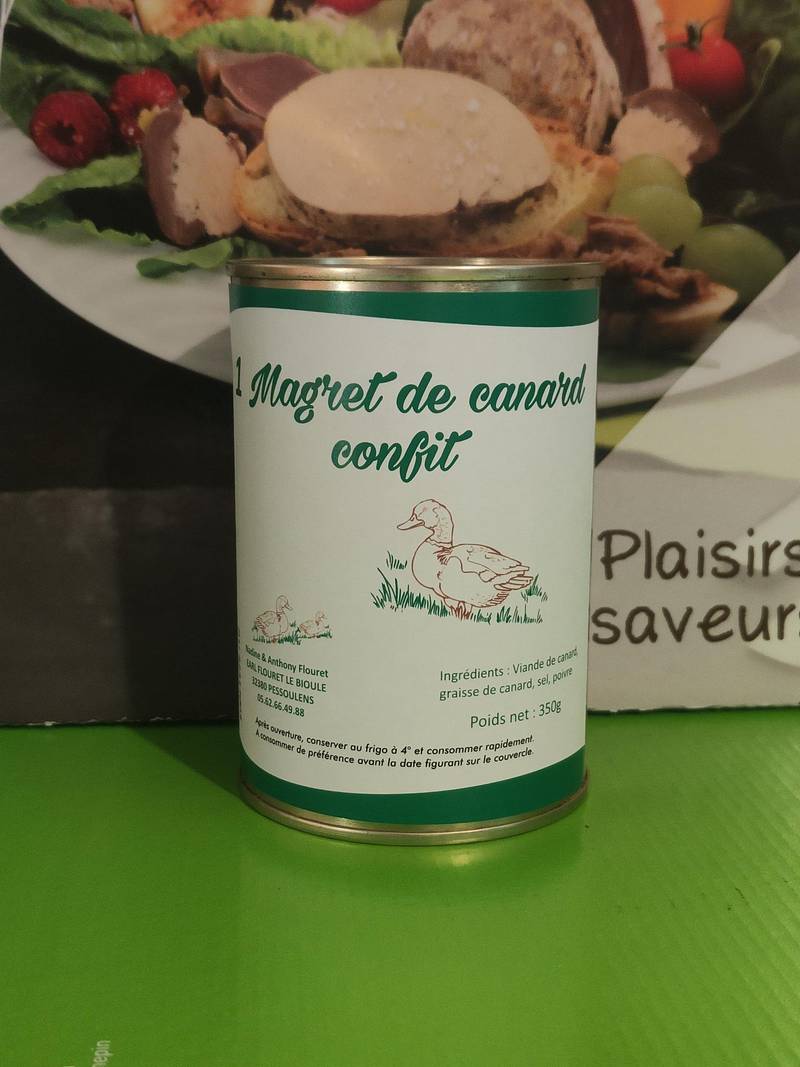 1 Magret de canard
confit
Nadine & Anthony Flouret
EARL FLOURET LE BIOULE
32380 PESSOULENS
05.62.66.49.88
Ingrédients : Viande de canard,
graisse de canard, sel, poivre
Poids net : 350g
Après ouverture, conserver au frigo à 4° et consommer rapidement.
A consommer de préférence avant la date figurant sur le couvercle.
Plaisirs
saveurs